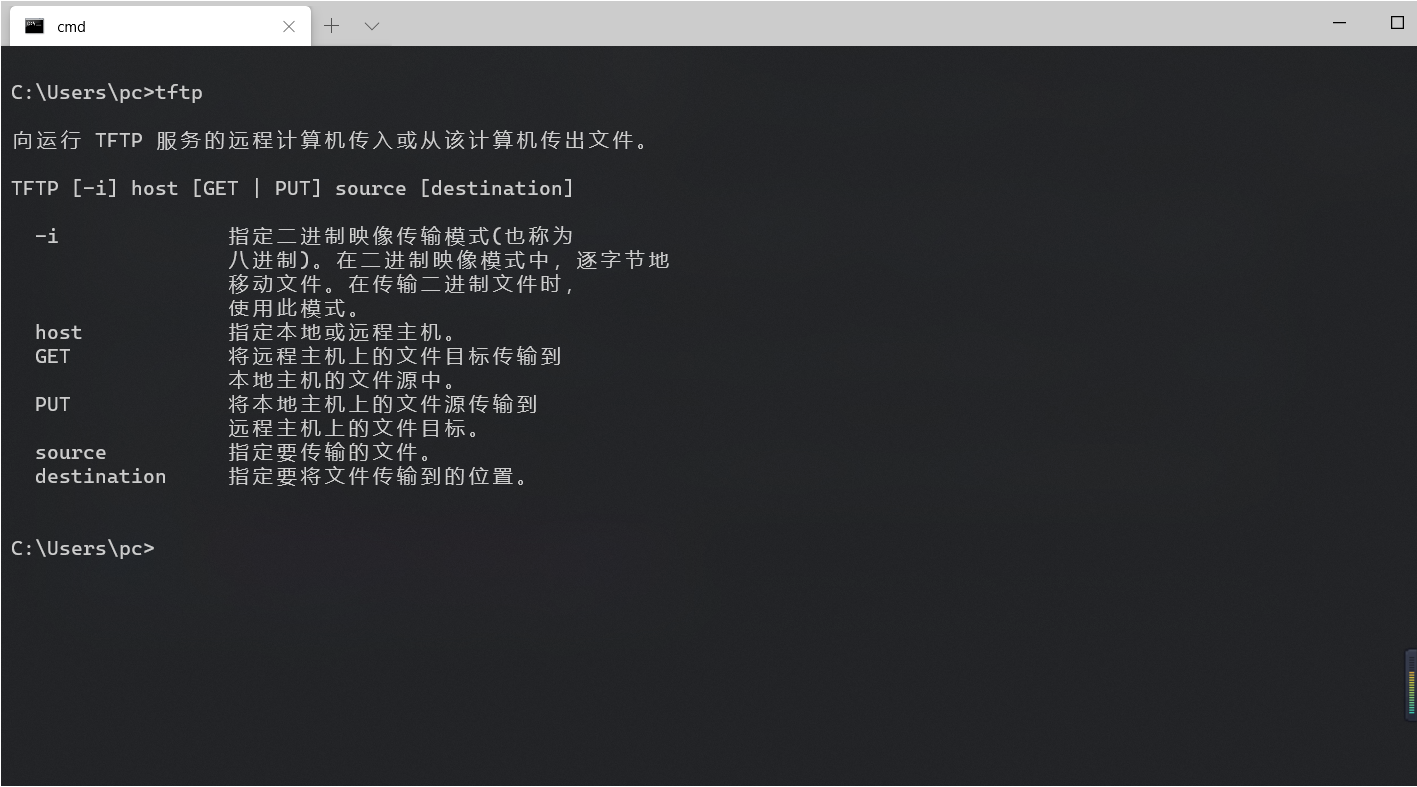 cmd
C:\Users\pc>tftp
向运行 TFTP 服务的远程计算机传入或从该计算机传出文件。
TFTP [-i] host [GET | PUT] source [destination]
-i 指定二进制映像传输模式(也称为
八进制)。在二进制映像模式中，逐字节地
移动文件。在传输二进制文件时，
使用此模式。
host 指定本地或远程主机。
GET 将远程主机上的文件目标传输到
本地主机的文件源中。
PUT 将本地主机上的文件源传输到
远程主机上的文件目标。
source 指定要传输的文件。
destination 指定要将文件传输到的位置。
C:\Users\pc>